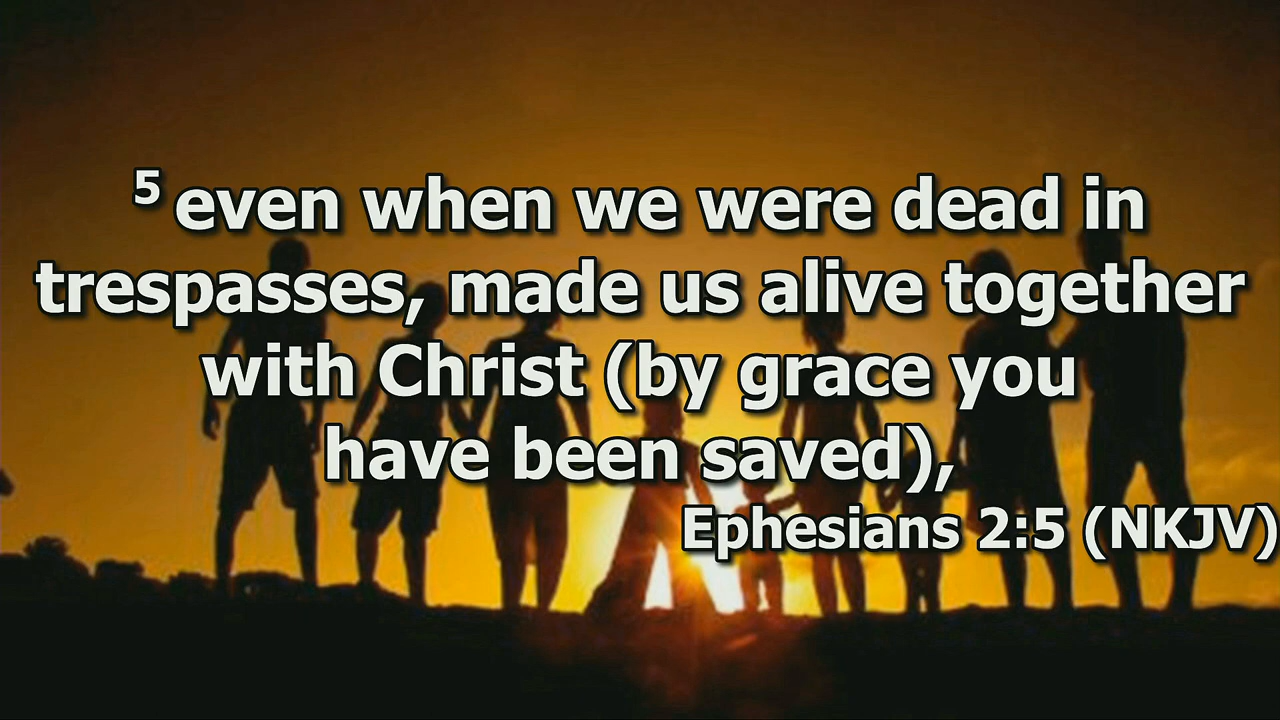 5 even when we were dead in
trespasses, made us alive together
with Christ (by grace you
have been saved),
Ephesians 2:5 (NKJV)